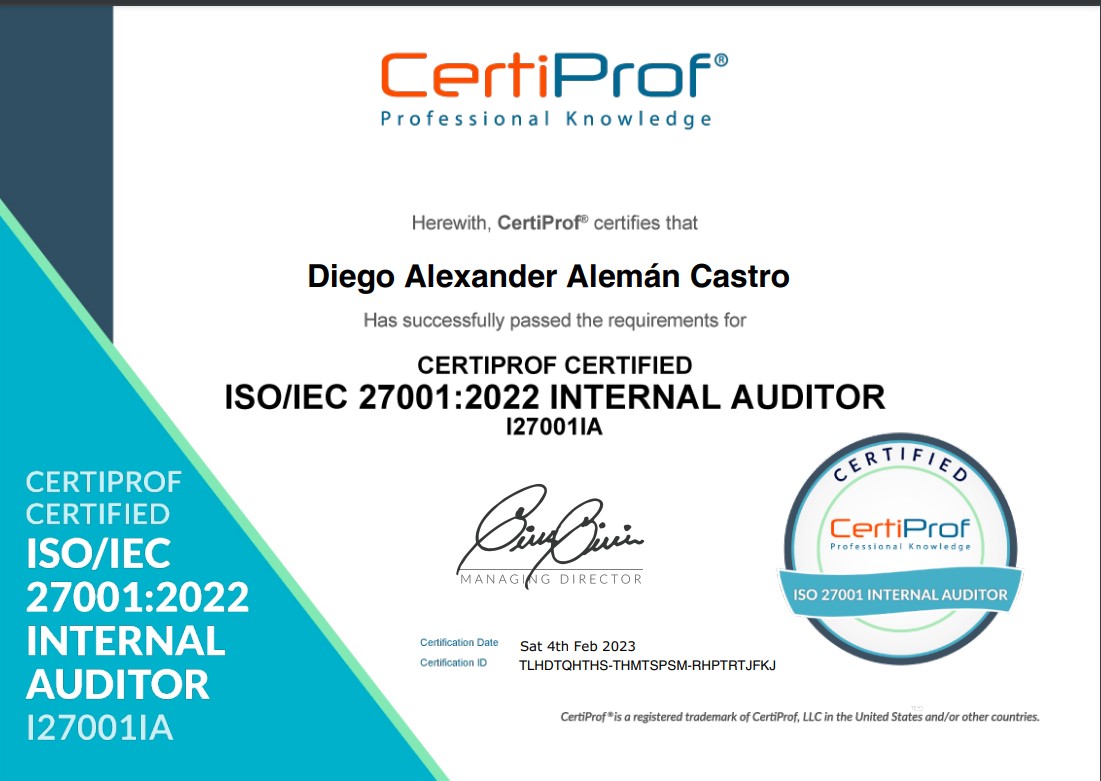 CertiProf®
Professional Knowledge
Herewith, CertiProf® certifies that
Diego Alexander Alemán Castro
Has successfully passed the requirements for
CERTIPROF CERTIFIED
ISO/IEC 27001:2022 INTERNAL AUDITOR
I27001IA
CERTIPROF
CERTIFIED
ISO/IEC
27001:2022
INTERNAL
AUDITOR
I27001IA
MANAGING DIRECTOR
CERTIFIED
CertiProf
Professional Knowledge
ISO 27001 INTERNAL AUDITOR
Certification Date Sat 4th Feb 2023
Certification ID TLHDTQHTHS-THMTSPSM-RHPTRTJFKJ
CertiProf® is a registered trademark of CertiProf, LLC in the United States and/or other countries.